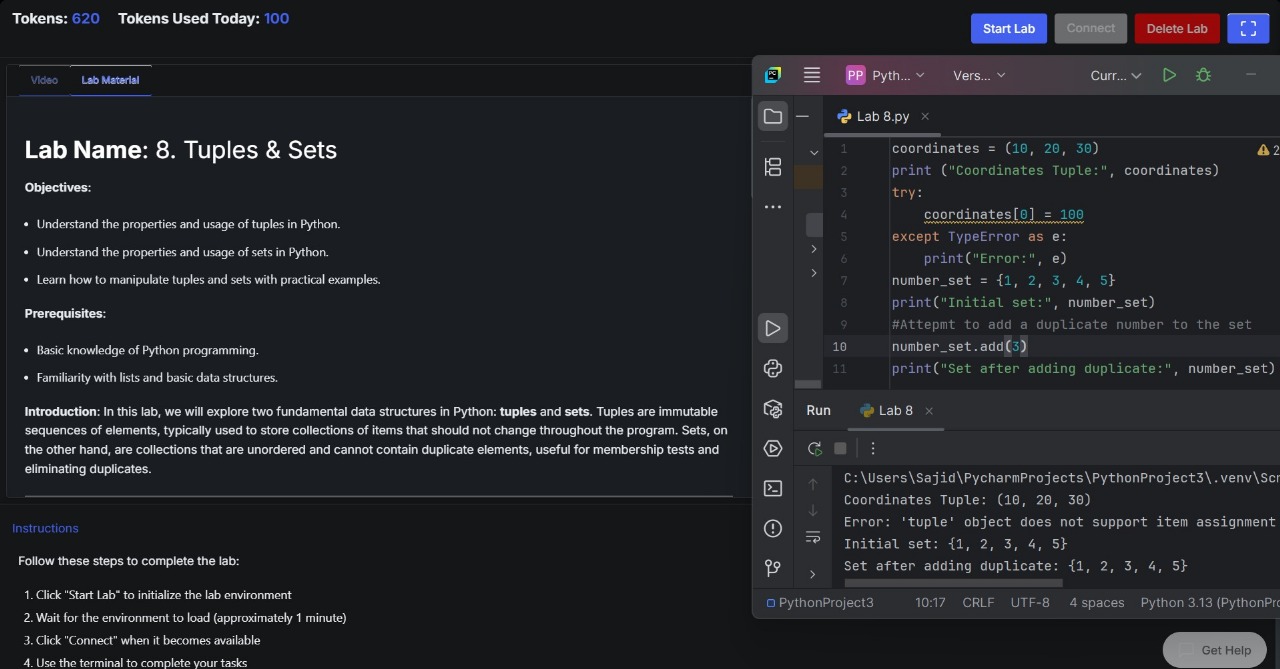 Tokens: 620 Tokens Used Today: 100
Start Lab Connect Delete Lab
Video Lab Material
Lab Name: 8. Tuples & Sets
Objectives:
• Understand the properties and usage of tuples in Python.
• Understand the properties and usage of sets in Python.
• Learn how to manipulate tuples and sets with practical examples.
Prerequisites:
• Basic knowledge of Python programming.
• Familiarity with lists and basic data structures.
Introduction: In this lab, we will explore two fundamental data structures in Python: tuples and sets. Tuples are immutable
sequences of elements, typically used to store collections of items that should not change throughout the program. Sets, on
the other hand, are collections that are unordered and cannot contain duplicate elements, useful for membership tests and
eliminating duplicates.
Instructions
Follow these steps to complete the lab:
1. Click "Start Lab" to initialize the lab environment
2. Wait for the environment to load (approximately 1 minute)
3. Click "Connect" when it becomes available
4. Use the terminal to complete your tasks
PC
PP Pyth... Vers... Curr...
Lab 8.py
1 coordinates = (10, 20, 30)
2
2 print ("Coordinates Tuple:", coordinates)
3 try:
4 coordinates[0] = 100
5 except TypeError as e:
6 print("Error:", e)
7 number_set = {1, 2, 3, 4, 5}
8 print("Initial set:", number_set)
9 #Attepmt to add a duplicate number to the set
10 number_set.add(3)
11 print("Set after adding duplicate:", number_set)
Run Lab 8
C:\Users\Sajid\PycharmProjects\PythonProject3\.venv\Scr
Coordinates Tuple: (10, 20, 30)
Error: 'tuple' object does not support item assignment
Initial set: {1, 2, 3, 4, 5}
Set after adding duplicate: {1, 2, 3, 4, 5}
PythonProject3 10:17 CRLF UTF-8 4 spaces Python 3.13 (PythonPr
Get Help